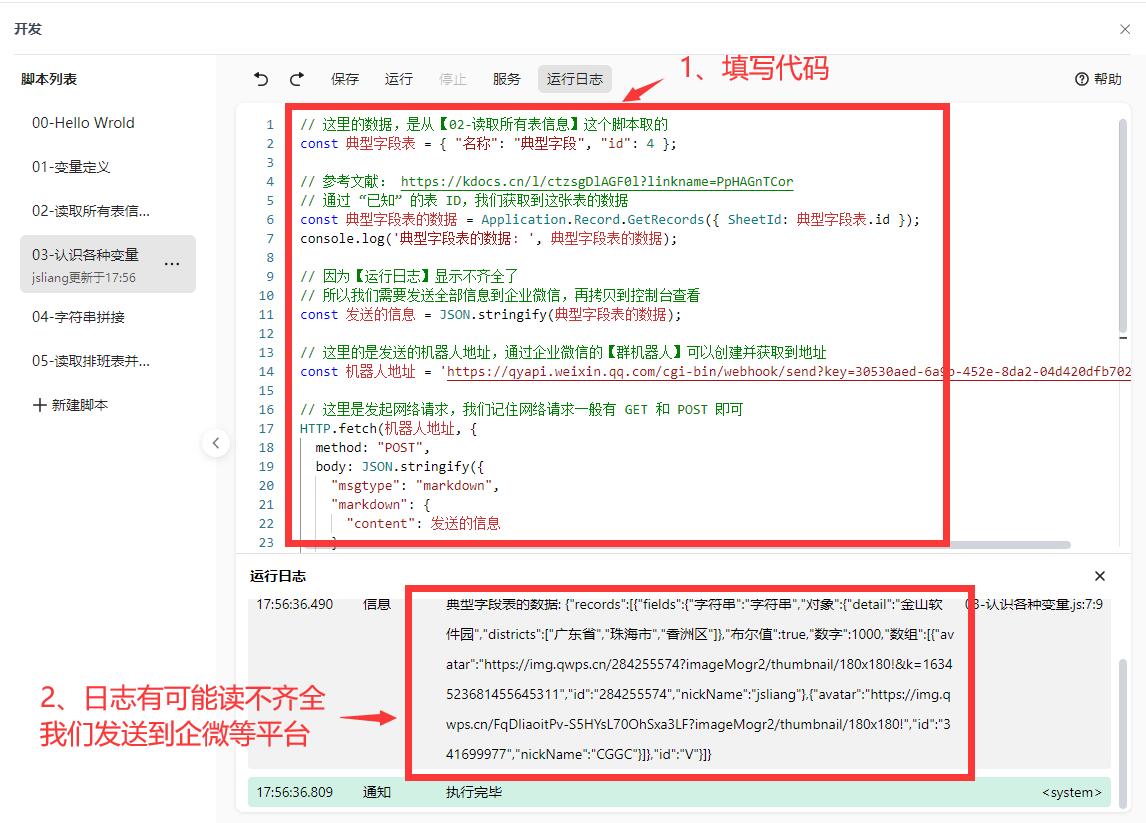 开发
脚本列表
保存 运行 停止 服务 运行日志
帮助
1、填写代码
00-Hello Wrold
01-变量定义
02-读取所有表信...
03-认识各种变量
jsliang更新于17:56
04-字符串拼接
05-读取排班表并...
新建脚本
1 // 这里的数据，是从【02-读取所有表信息】这个脚本取的
2 const 典型字段表 = { "名称": "典型字段", "id": 4 };
3
4 // 参考文献： https://kdocs.cn/l/ctzsgDlAGF0l?linkname=PpHAGnTCor
5 // 通过 “已知” 的表 ID，我们获取到这张表的数据
6 const 典型字段表的数据 = Application.Record.GetRecords({ SheetId: 典型字段表.id });
7 console.log('典型字段表的数据: ', 典型字段表的数据);
8
9 // 因为【运行日志】显示不齐全了
10 // 所以我们需要发送全部信息到企业微信，再拷贝到控制台查看
11 const 发送的信息 = JSON.stringify(典型字段表的数据);
12
13 // 这里的是发送的机器人地址，通过企业微信的【群机器人】可以创建并获取到地址
14 const 机器人地址 = 'https://qyapi.weixin.qq.com/cgi-bin/webhook/send?key=30530aed-6a9b-452e-8da2-04d420dfb702
15
16 // 这里是发起网络请求，我们记住网络请求一般有 GET 和 POST 即可
17 HTTP.fetch(机器人地址, {
18 method: "POST",
19 body: JSON.stringify({
20 "msgtype": "markdown",
21 "markdown": {
22 "content": 发送的信息
23 }
运行日志
17:56:36.490 信息 典型字段表的数据: {"records":[{"fields":{"字符串":"字符串","对象":{"detail":"金山软 03-认识各种变量.js:7:9
件园","districts":["广东省","珠海市","香洲区"]},"布尔值":true,"数字":1000,"数组":[{"av
atar":"https://img.qwps.cn/284255574?imageMogr2/thumbnail/180x180!&k=1634
523681455645311","id":"284255574","nickName":"jsliang"},{"avatar":"https://img.q
wps.cn/FqDIiaoitPv-S5HYsL70OhSxa3LF?imageMogr2/thumbnail/180x180!","id":"3
41699977","nickName":"CGGC"}]},"id":"V"}]}
2、日志有可能读不齐全
我们发送到企微等平台
17:56:36.809 通知 执行完毕 <system>